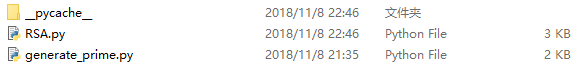 __pycache__ 2018/11/8 22:46 文件夹
RSA.py 2018/11/8 22:46 Python File 3 KB
generate_prime.py 2018/11/8 21:35 Python File 2 KB